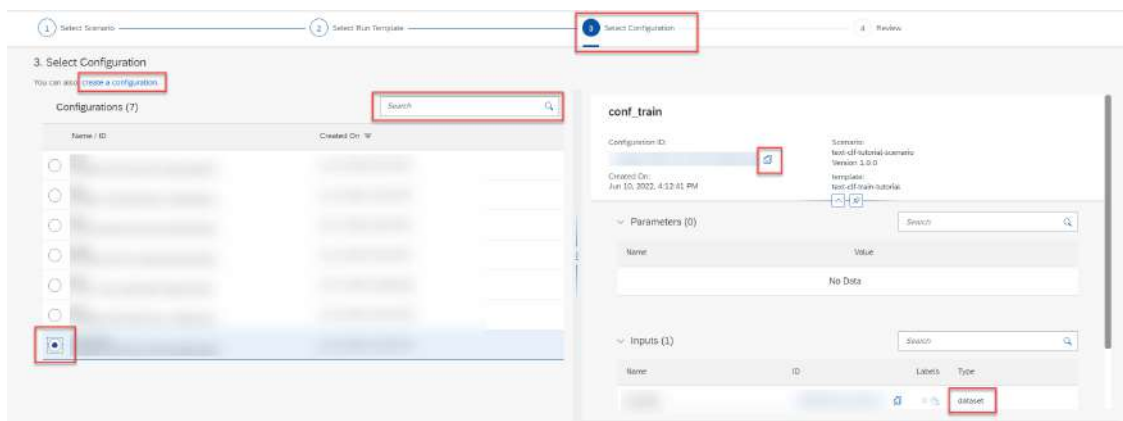 1 Select Scenario
2 Select Run Template
3 Select Configuration
4 Review
3. Select Configuration
You can also create a configuration.
Configurations (7)
Search
Name / ID
Created On
conf_train
Configuration ID:
Scenario:
text-clf-tutorial-scenario
Version 1.0.0
Created On:
Jun 10, 2022, 4:12:41 PM
Template:
text-clf-train-tutorial
Parameters (0)
Search
Name
Value
No Data
Inputs (1)
Search
Name
ID
Labels
Type
dataset